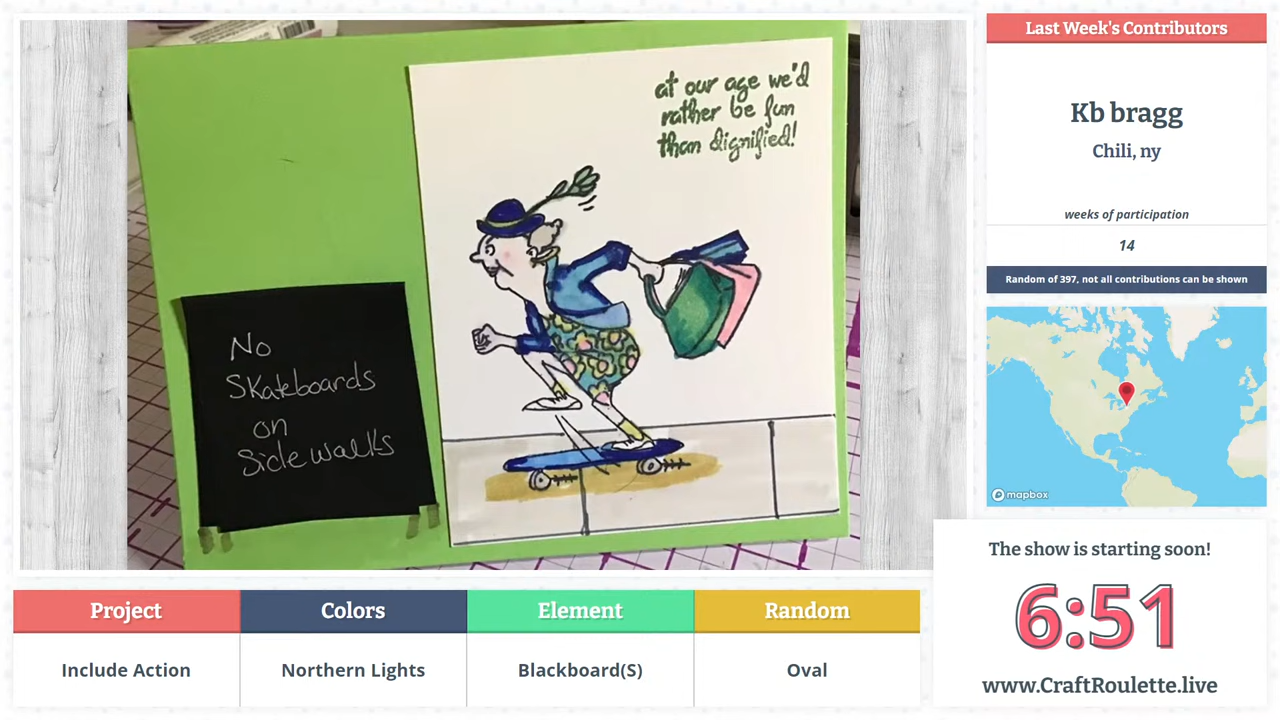 Last Week's Contributors
at our age we'd
rather be fun
than dignified!
Kb bragg
Chili, ny
weeks of participation
14
Random of 397, not all contributions can be shown
No
Skateboards
on
Sidewalks
mapbox
The show is starting soon!
6:51
www.CraftRoulette.live
Project
Colors
Element
Random
Include Action
Northern Lights
Blackboard(S)
Oval